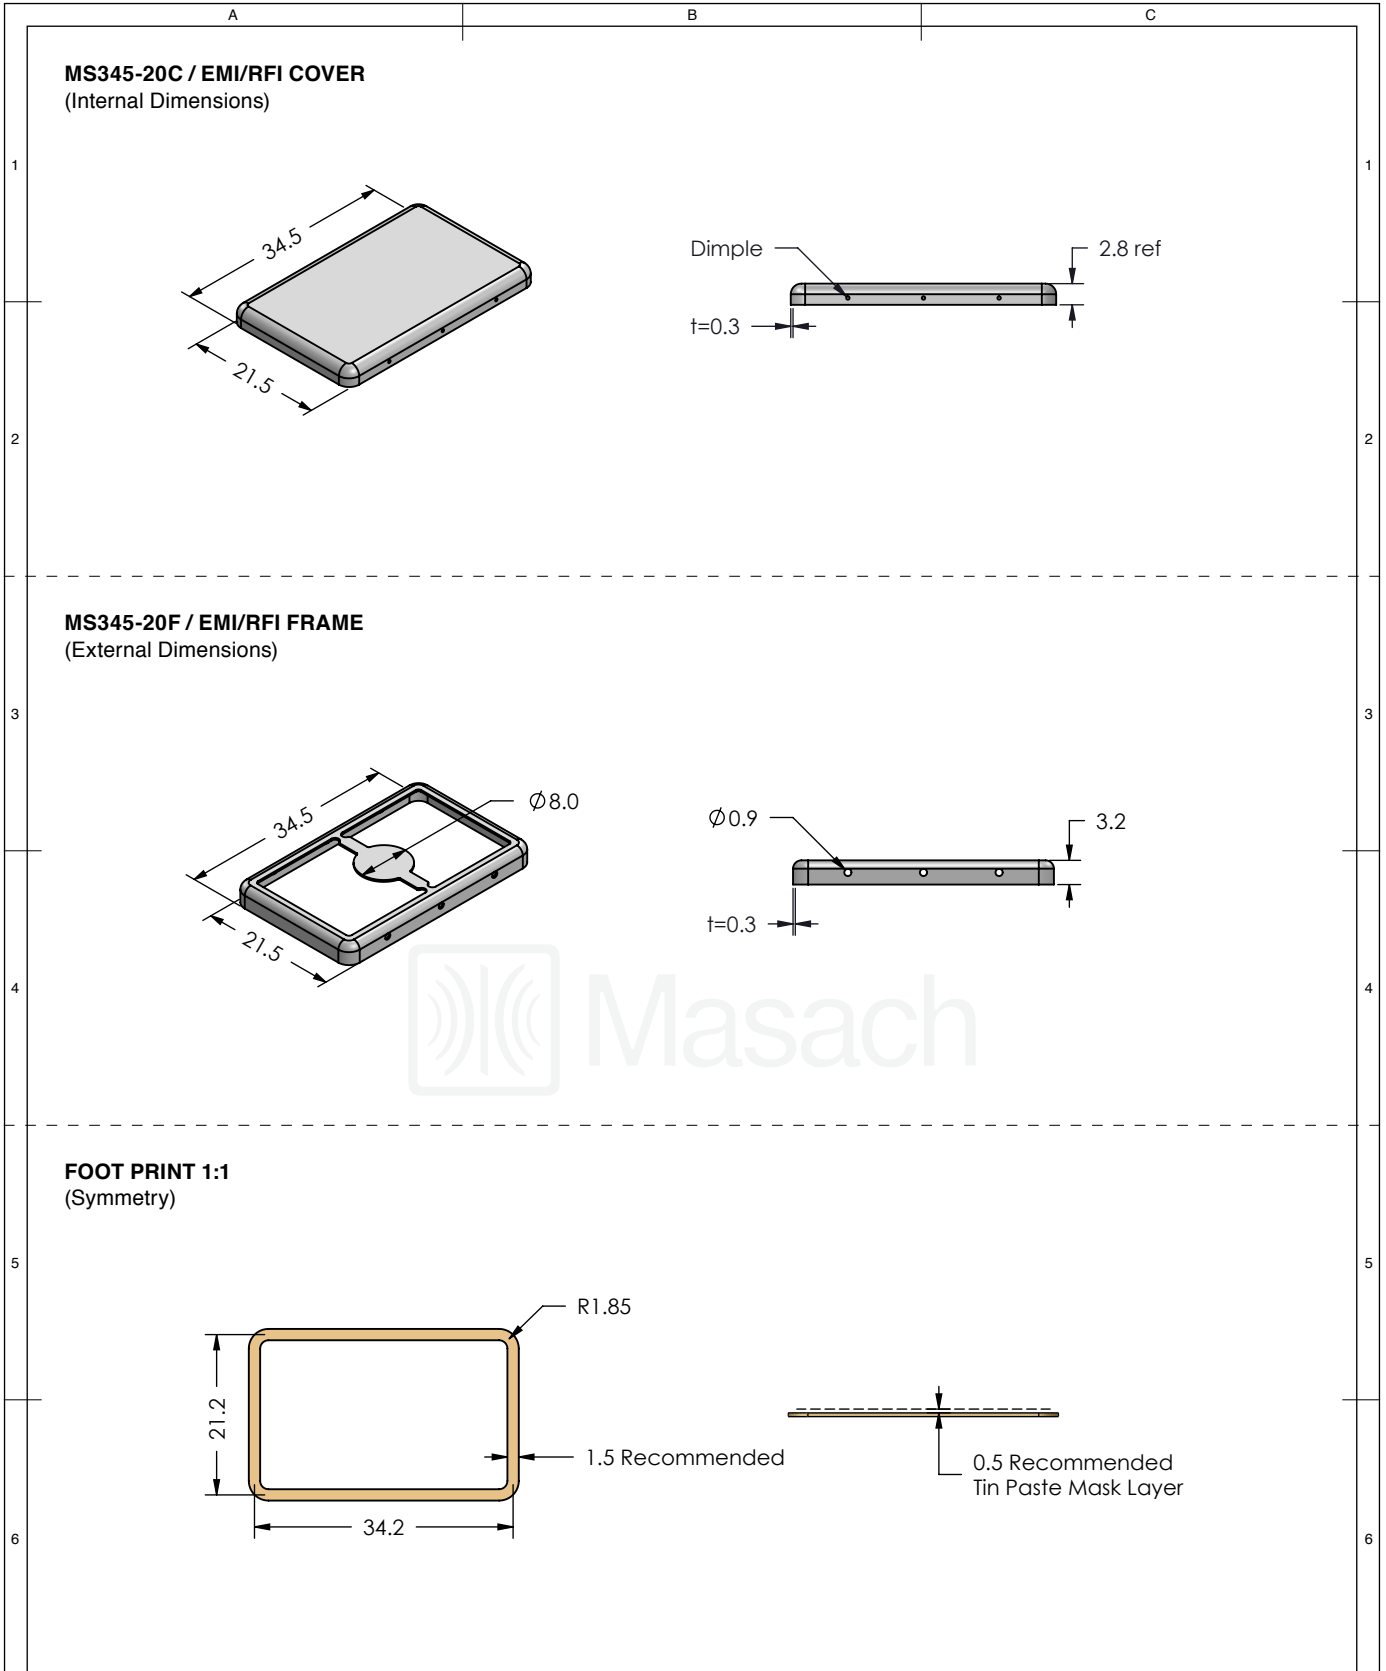 A B C
MS345-20C / EMI/RFI COVER
(Internal Dimensions)
1 1
34.5
21.5
Dimple
2.8 ref
t=0.3
2 2
MS345-20F / EMI/RFI FRAME
(External Dimensions)
3 3
34.5
Ø8.0
21.5
Ø0.9
3.2
t=0.3
4 4
Masach
FOOT PRINT 1:1
(Symmetry)
5 5
R1.85
21.2
1.5 Recommended
34.2
0.5 Recommended
Tin Paste Mask Layer
6 6